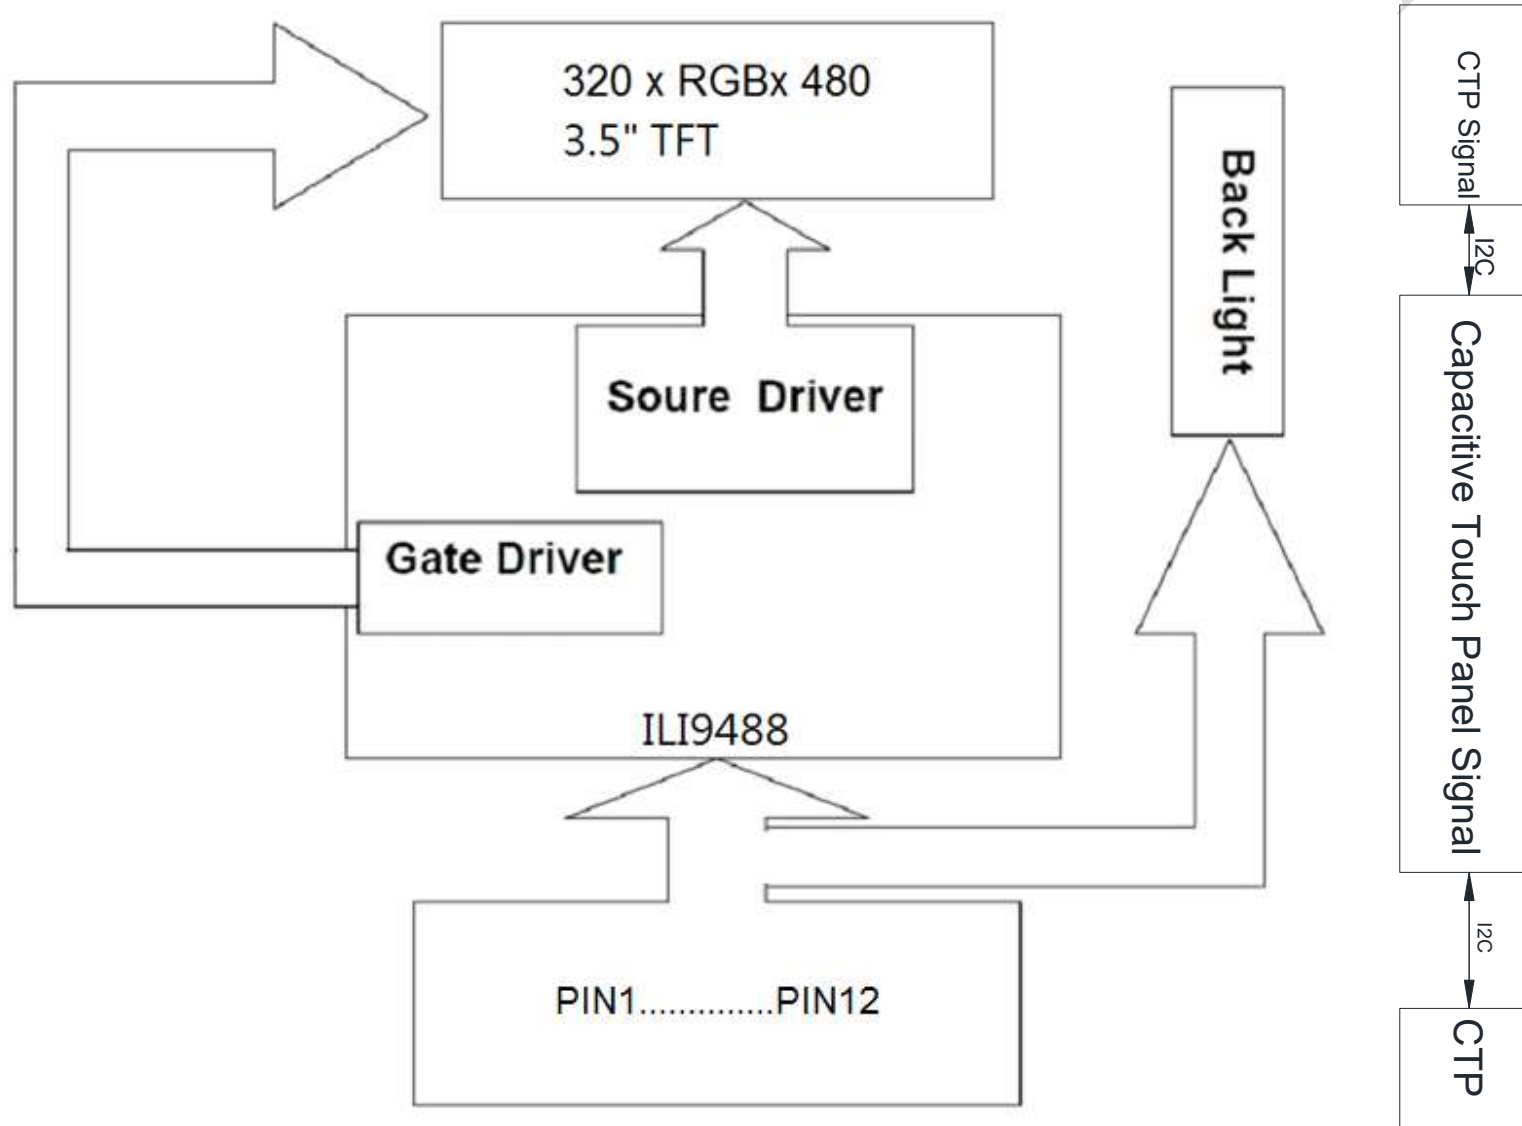 320 x RGBx 480
3.5" TFT
Soure Driver
Gate Driver
ILI9488
PIN1..............PIN12
Back Light
CTP Signal
I2C
Capacitive Touch Panel Signal
I2C
CTP